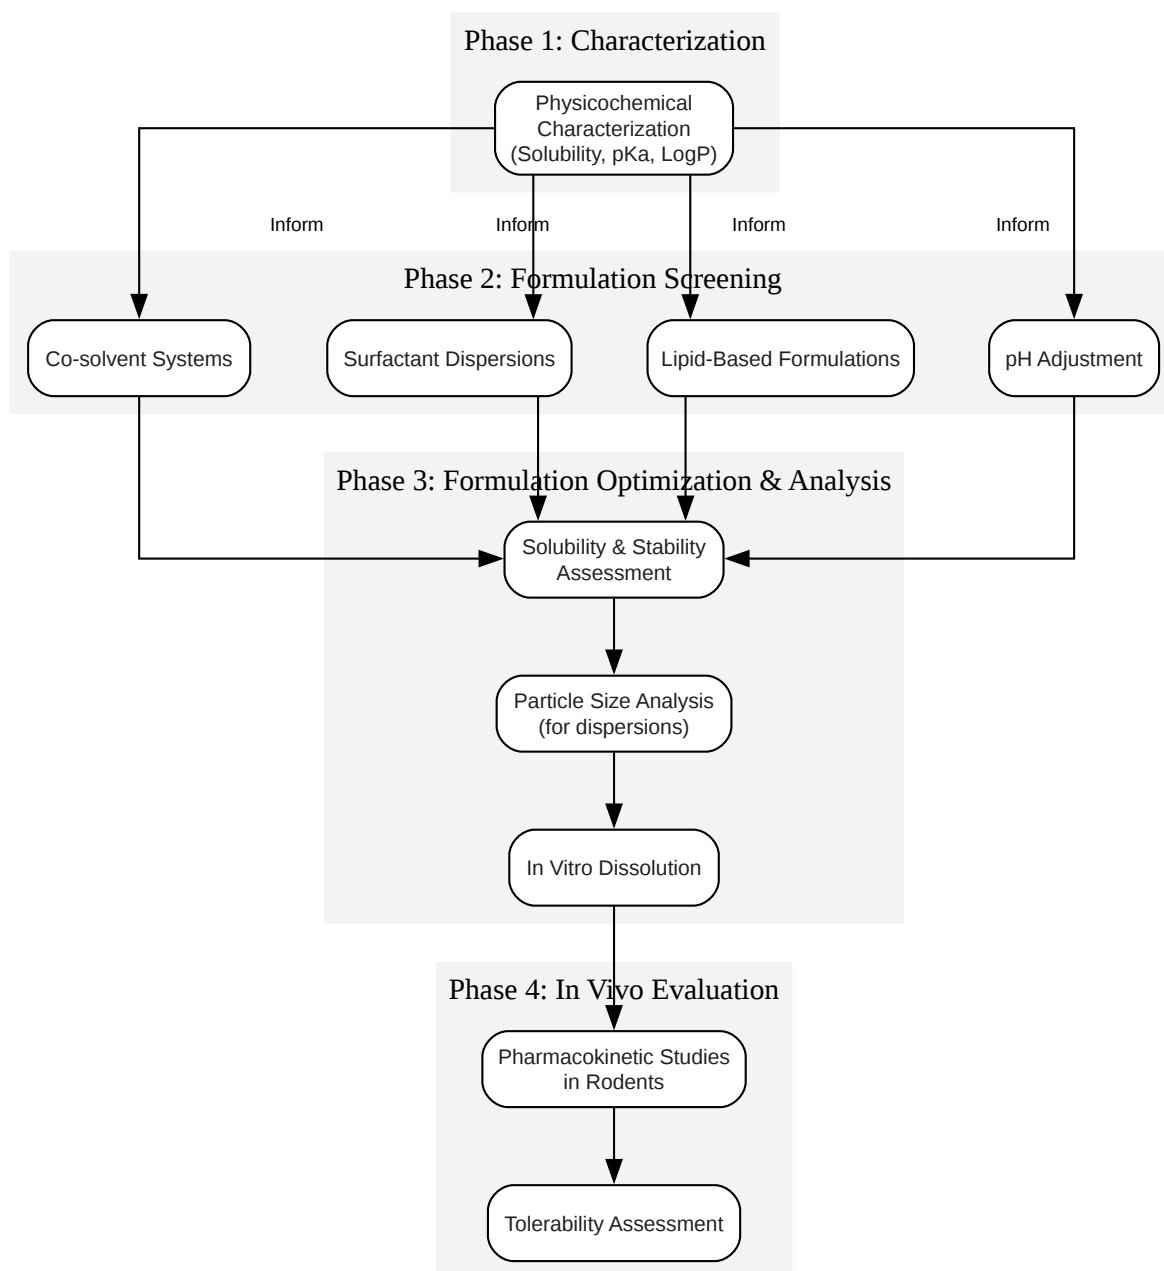 Phase 1: Characterization
Physicochemical
Characterization
(Solubility, pKa, LogP)
Inform
Inform
Inform
Inform
Phase 2: Formulation Screening
Co-solvent Systems
Surfactant Dispersions
Lipid-Based Formulations
pH Adjustment
Phase 3: Formulation Optimization & Analysis
Solubility & Stability
Assessment
Particle Size Analysis
(for dispersions)
In Vitro Dissolution
Phase 4: In Vivo Evaluation
Pharmacokinetic Studies
in Rodents
Tolerability Assessment